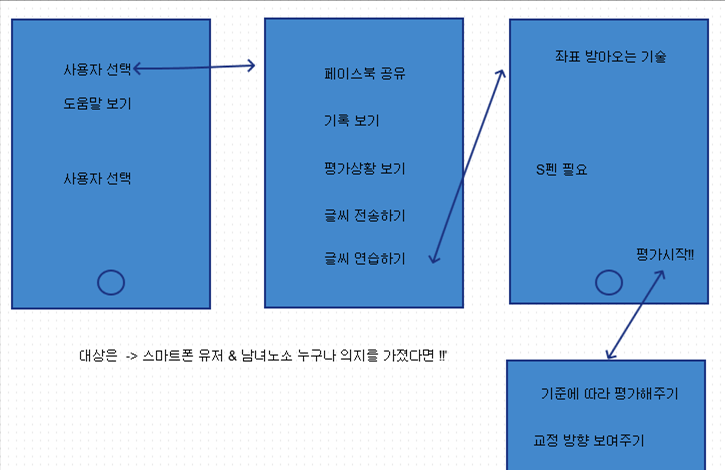 사용자 선택
도움말 보기
사용자 선택
페이스북 공유
기록 보기
평가상황 보기
글씨 전송하기
글씨 연습하기
좌표 받아오는 기술
S펜 필요
평가시작!!
대상은 -> 스마트폰 유저 & 남녀노소 누구나 의지를 가졌다면 !!'
기준에 따라 평가해주기
교정 방향 보여주기